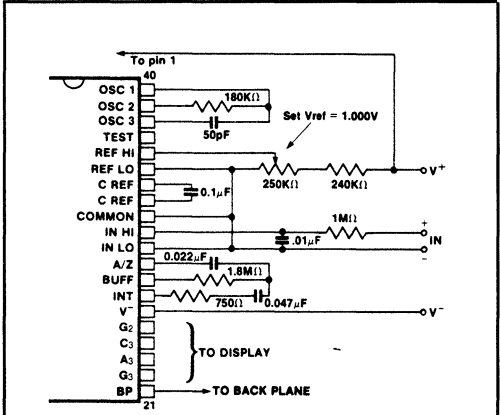 To pin 1
40
OSC 1
OSC 2
180KΩ
OSC 3
50pF
Set Vref = 1.000V
TEST
REF HI
REF LO
250KΩ
240KΩ
V+
C REF
0.1μF
C REF
COMMON
1MΩ
IN HI
+
.01μF
IN
IN LO
−
A/Z
0.022μF
BUFF
1.8MΩ
INT
750Ω
0.047μF
V−
V−
G2
C3
TO DISPLAY
A3
G3
BP
TO BACK PLANE
21